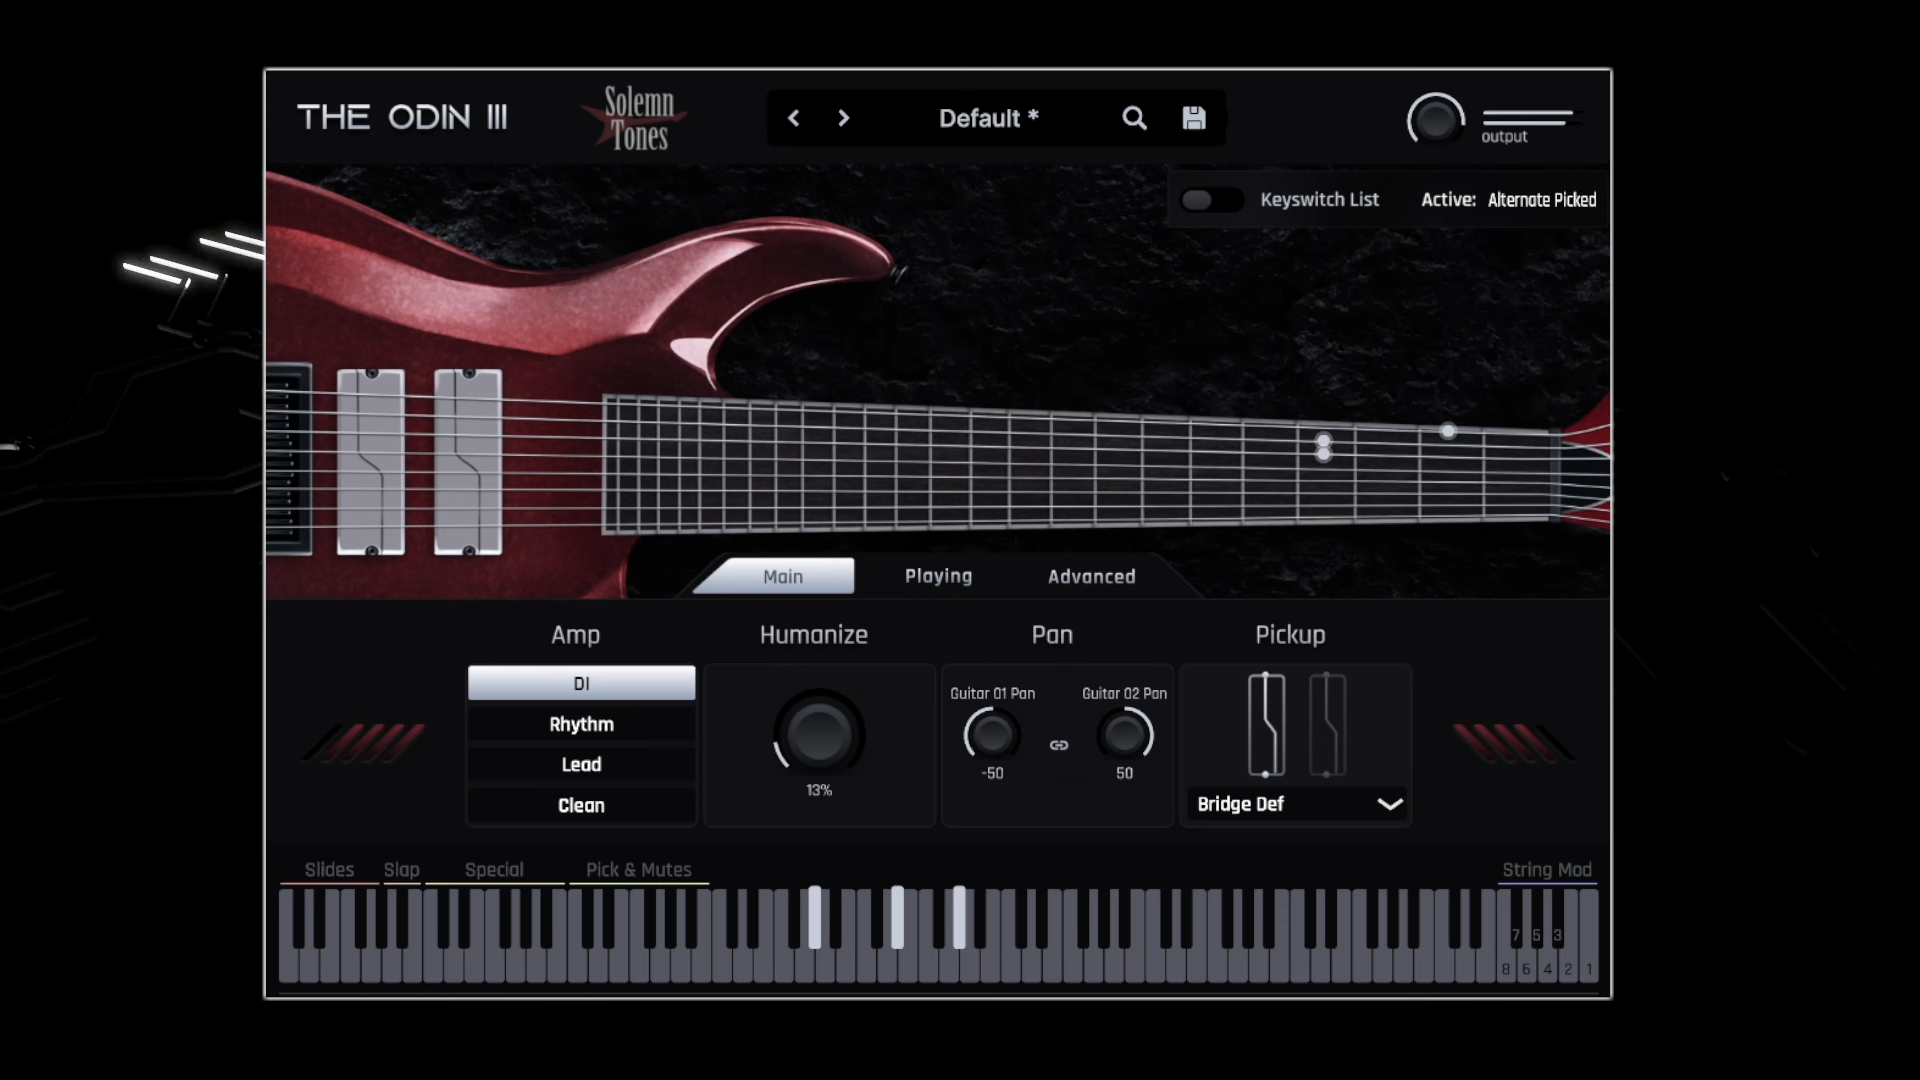 THE ODIN III
Solemn
Tones
Default *
output
Keyswitch List
Active: Alternate Picked
Main
Playing
Advanced
Amp
Humanize
Pan
Pickup
DI
Rhythm
Lead
Clean
13%
Guitar 01 Pan
Guitar 02 Pan
-50
50
Bridge Def
Slides
Slap
Special
Pick & Mutes
String Mod
7 5 3
8 6 4 2 1